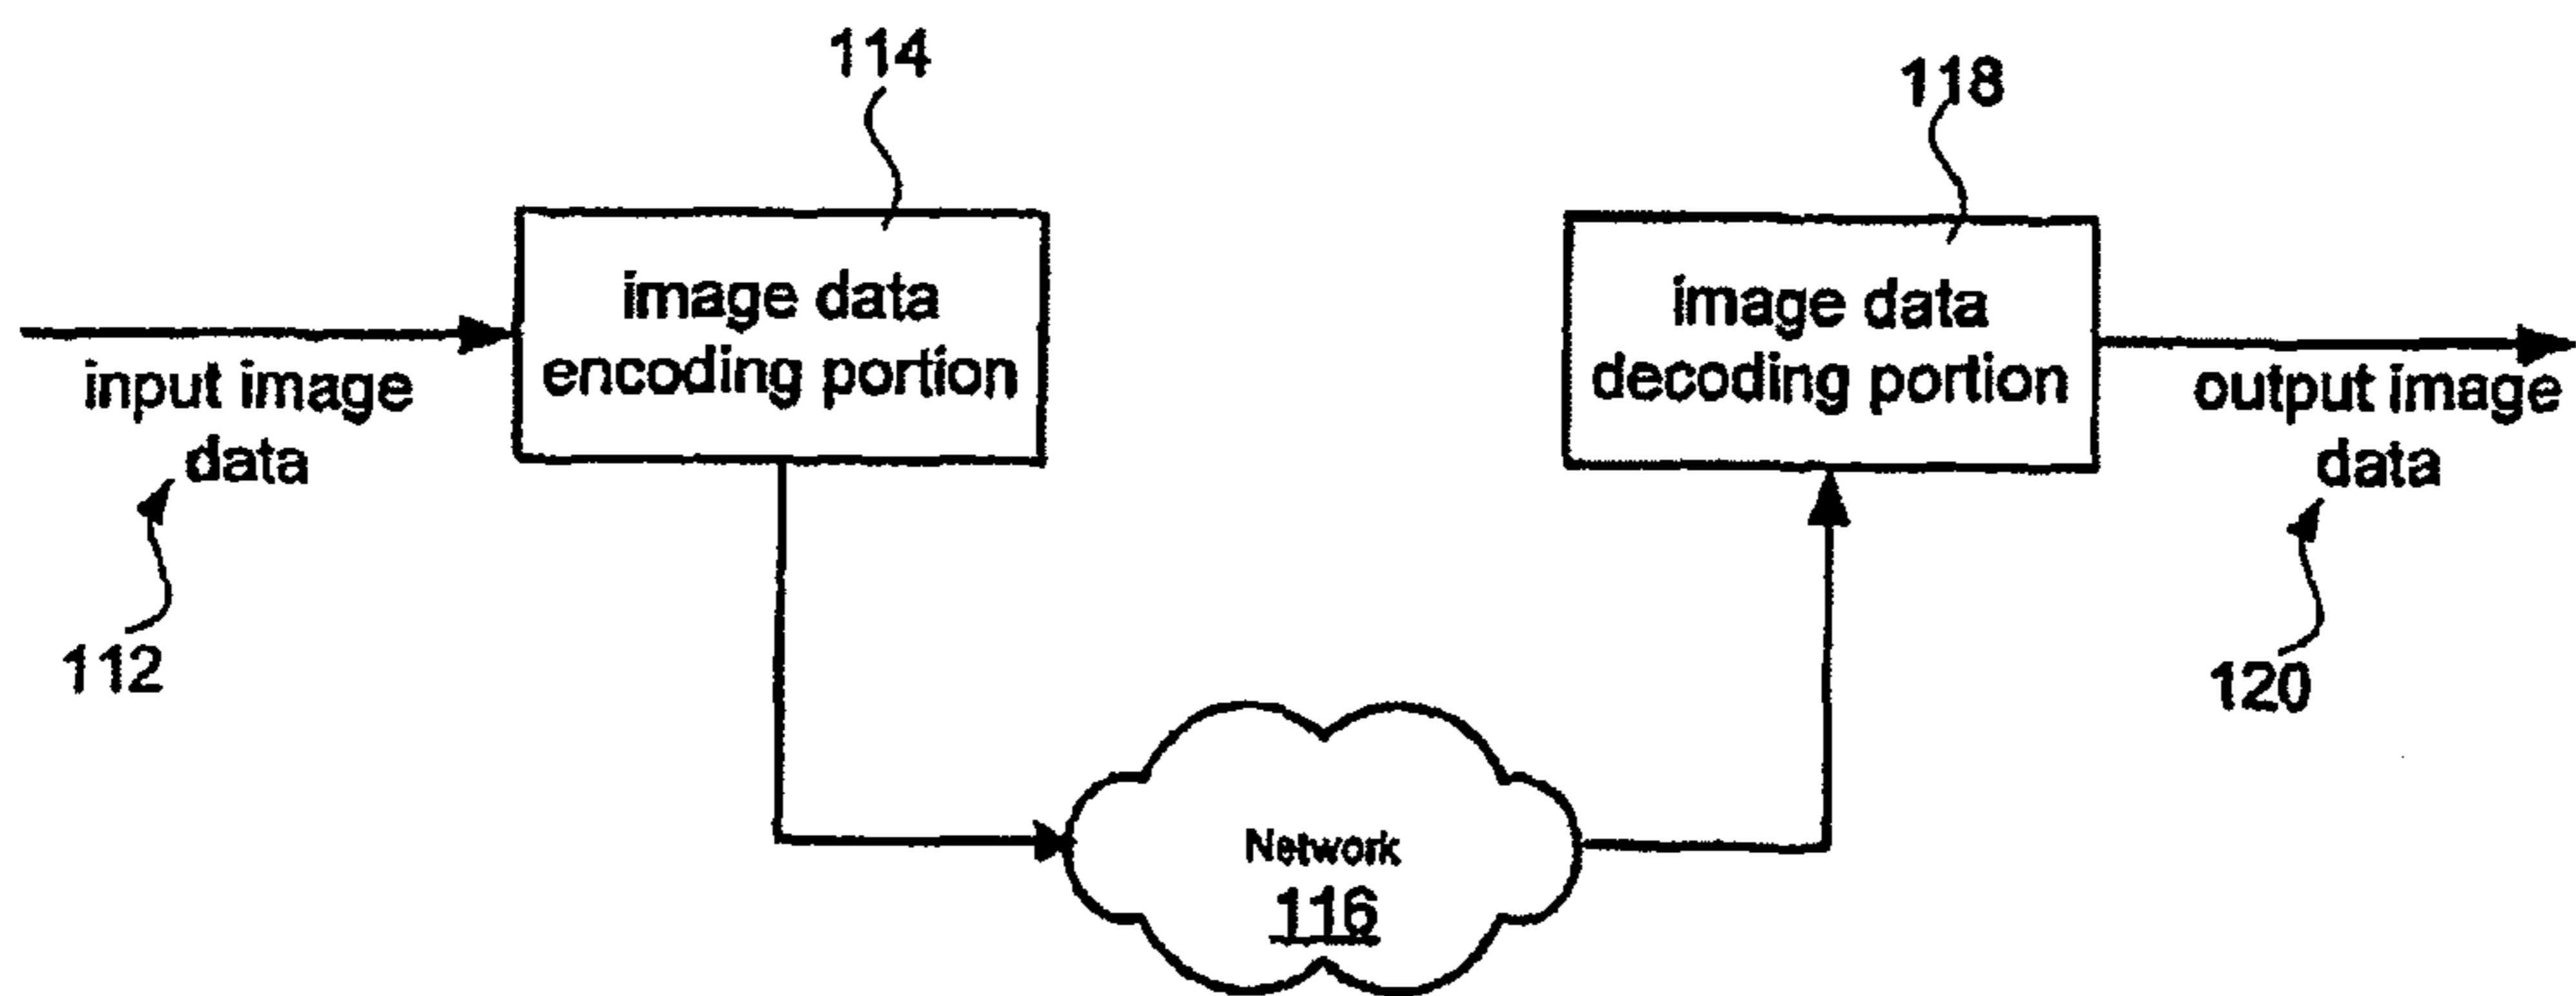 114
118
image data
encoding portion
image data
decoding portion
input image
data
output image
data
112
120
Network
116